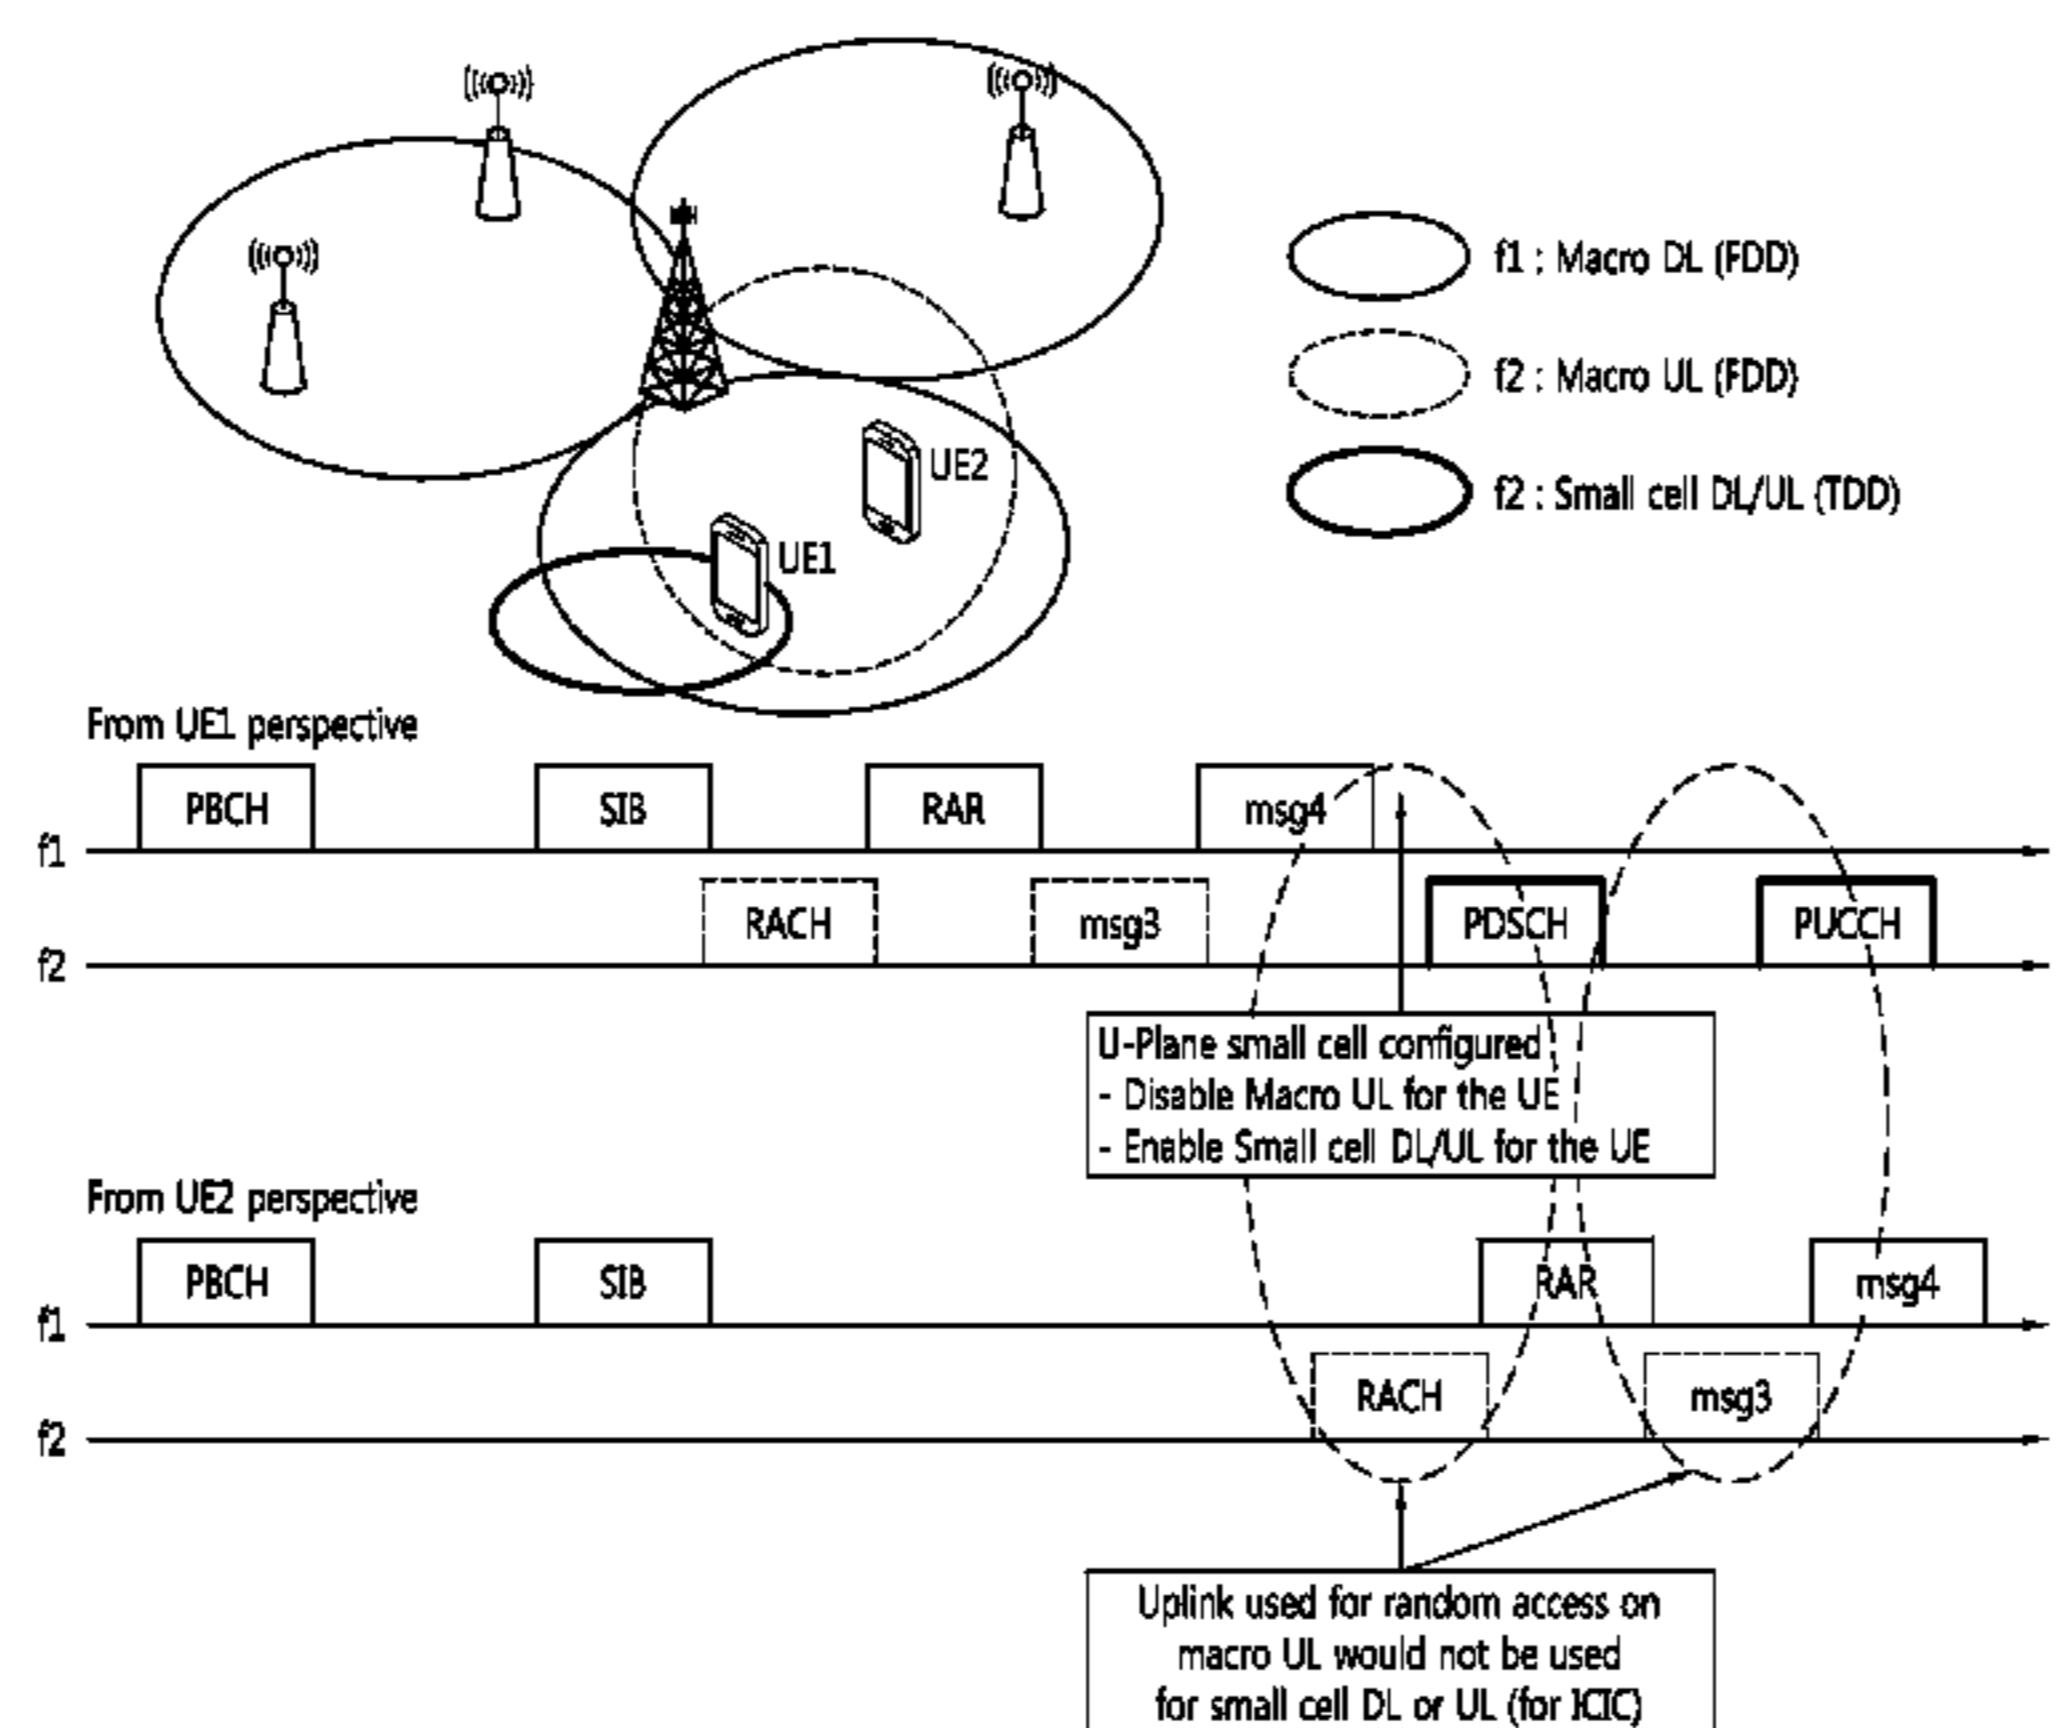 f1 : Macro DL (FDD)
f2 : Macro UL (FDD)
f2 : Small cell DL/UL (TDD)
UE2
UE1
From UE1 perspective
PBCH
SIB
RAR
msg4
f1
RACH
msg3
PDSCH
PUCCH
f2
U-Plane small cell configured
- Disable Macro UL for the UE
- Enable Small cell DL/UL for the UE
From UE2 perspective
PBCH
SIB
RAR
msg4
f1
RACH
msg3
f2
Uplink used for random access on
macro UL would not be used
for small cell DL or UL (for ICIC)